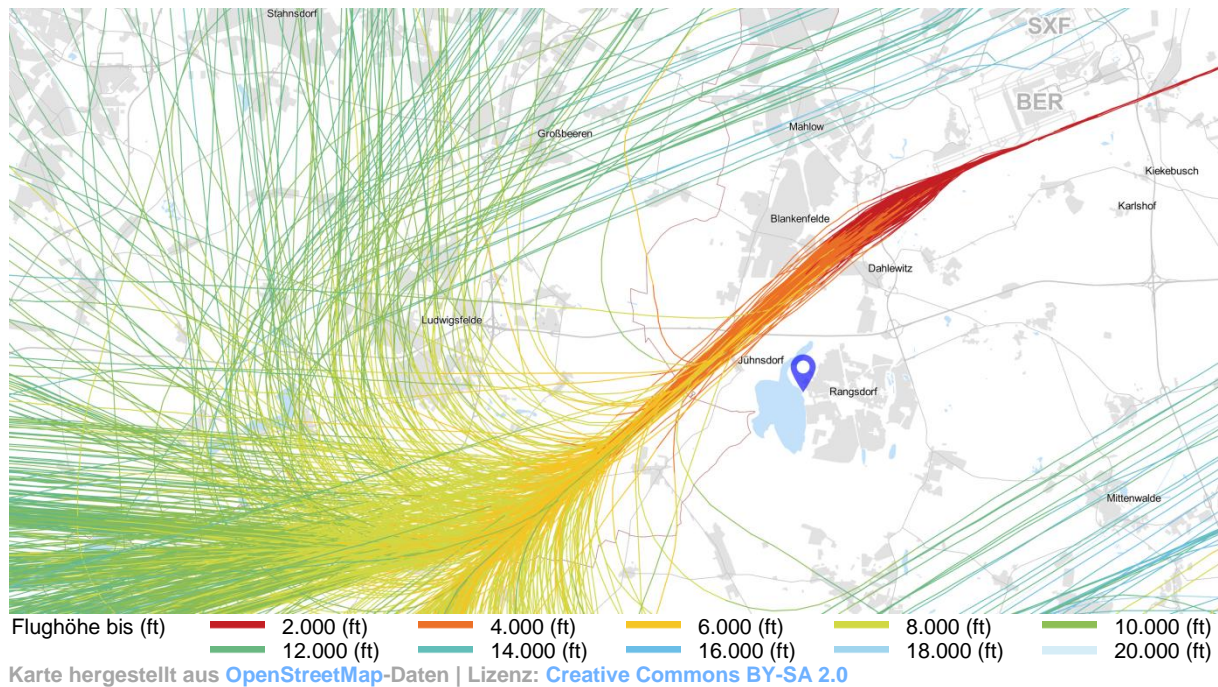 Stahnsdorf
SXF
BER
Großbeeren
Mahlow
Kiekebusch
Karlshof
Blankenfelde
Dahlewitz
Ludwigsfelde
Jühnsdorf
Rangsdorf
Mittenwalde
Flughöhe bis (ft) 2.000 (ft) 4.000 (ft) 6.000 (ft) 8.000 (ft) 10.000 (ft)
12.000 (ft) 14.000 (ft) 16.000 (ft) 18.000 (ft) 20.000 (ft)
Karte hergestellt aus OpenStreetMap-Daten | Lizenz: Creative Commons BY-SA 2.0